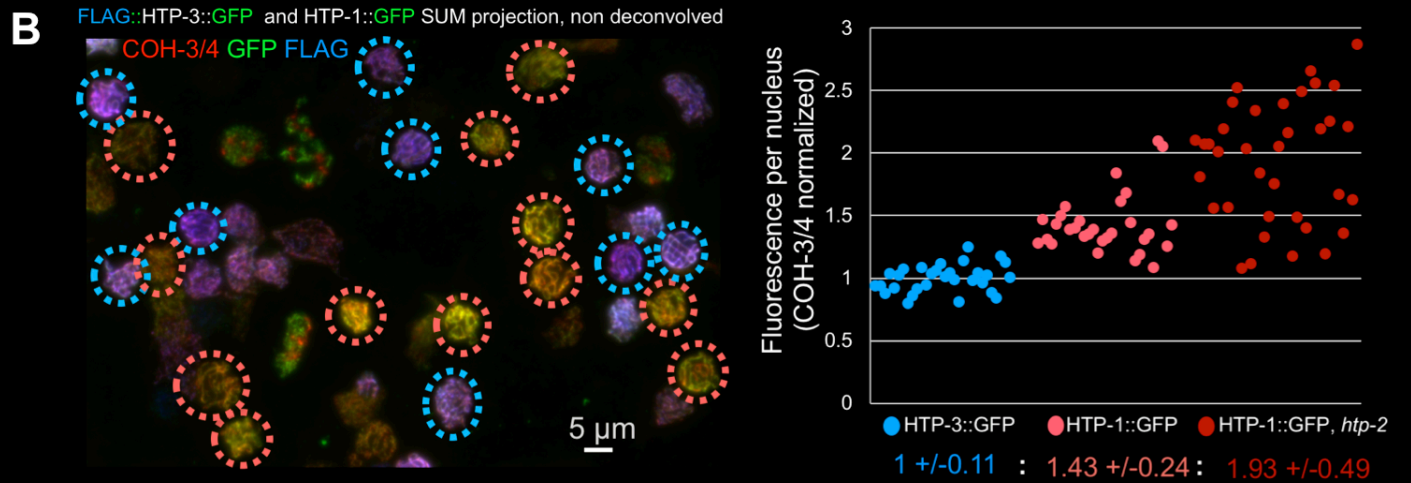 B
FLAG::HTP-3::GFP and HTP-1::GFP SUM projection, non deconvolved
COH-3/4 GFP FLAG
5 µm
Fluorescence per nucleus
(COH-3/4 normalized)
3
2.5
2
1.5
1
0.5
0
HTP-3::GFP HTP-1::GFP HTP-1::GFP, htp-2
1 +/-0.11 : 1.43 +/-0.24 : 1.93 +/-0.49